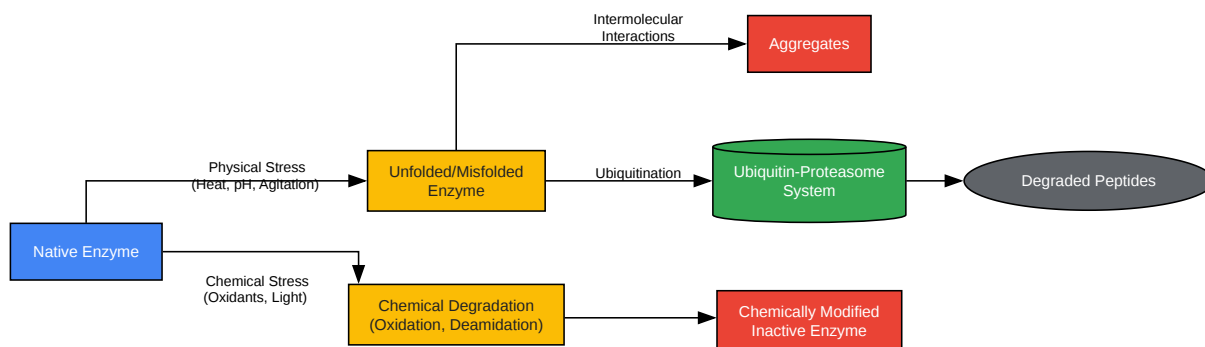 Intermolecular
Interactions
Aggregates
Physical Stress
(Heat, pH, Agitation)
Unfolded/Misfolded
Enzyme
Ubiquitination
Ubiquitin-Proteasome
System
Degraded Peptides
Native Enzyme
Chemical Stress
(Oxidants, Light)
Chemical Degradation
(Oxidation, Deamidation)
Chemically Modified
Inactive Enzyme